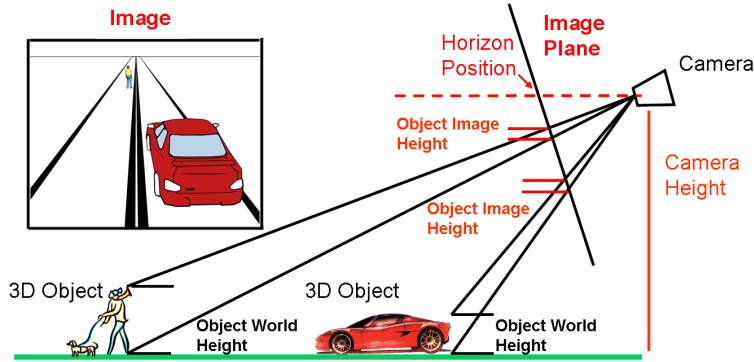 Image
Image
Plane
Horizon
Position
Camera
Object Image
Height
Camera
Height
Object Image
Height
3D Object
3D Object
Object World
Height
Object World
Height